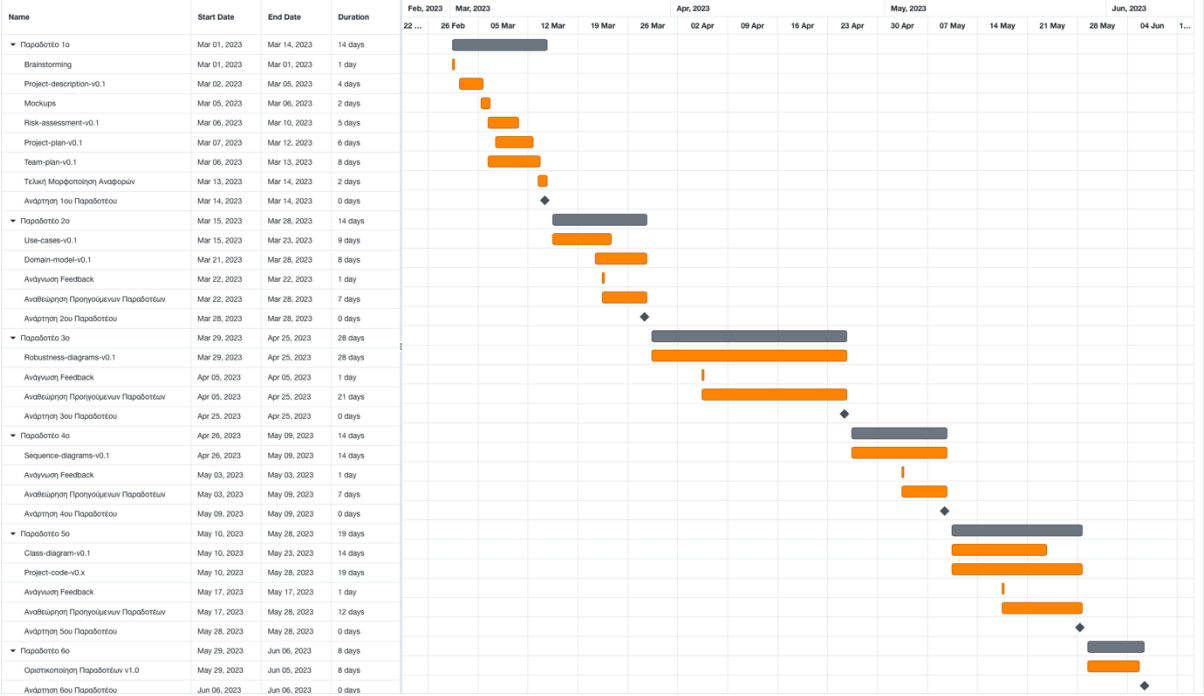 Feb, 2023 Mar, 2023 Apr, 2023 May, 2023 Jun, 2023
Name Start Date End Date Duration 22 ... 26 Feb 05 Mar 12 Mar 19 Mar 26 Mar 02 Apr 09 Apr 16 Apr 23 Apr 30 Apr 07 May 14 May 21 May 28 May 04 Jun 1...
Παραδοτέο 1ο Mar 01, 2023 Mar 14, 2023 14 days
Brainstorming Mar 01, 2023 Mar 01, 2023 1 day
Project-description-v0.1 Mar 02, 2023 Mar 05, 2023 4 days
Mockups Mar 05, 2023 Mar 06, 2023 2 days
Risk-assessment-v0.1 Mar 06, 2023 Mar 10, 2023 5 days
Project-plan-v0.1 Mar 07, 2023 Mar 12, 2023 6 days
Team-plan-v0.1 Mar 06, 2023 Mar 13, 2023 8 days
Τελική Μορφοποίηση Αναφορών Mar 13, 2023 Mar 14, 2023 2 days
Ανάρτηση 1ου Παραδοτέου Mar 14, 2023 Mar 14, 2023 0 days
Παραδοτέο 2ο Mar 15, 2023 Mar 28, 2023 14 days
Use-cases-v0.1 Mar 15, 2023 Mar 23, 2023 9 days
Domain-model-v0.1 Mar 21, 2023 Mar 28, 2023 8 days
Ανάγνωση Feedback Mar 22, 2023 Mar 22, 2023 1 day
Αναθεώρηση Προηγούμενων Παραδοτέων Mar 22, 2023 Mar 28, 2023 7 days
Ανάρτηση 2ου Παραδοτέου Mar 28, 2023 Mar 28, 2023 0 days
Παραδοτέο 3ο Mar 29, 2023 Apr 25, 2023 28 days
Robustness-diagrams-v0.1 Mar 29, 2023 Apr 25, 2023 28 days
Ανάγνωση Feedback Apr 05, 2023 Apr 05, 2023 1 day
Αναθεώρηση Προηγούμενων Παραδοτέων Apr 05, 2023 Apr 25, 2023 21 days
Ανάρτηση 3ου Παραδοτέου Apr 25, 2023 Apr 25, 2023 0 days
Παραδοτέο 4ο Apr 26, 2023 May 09, 2023 14 days
Sequence-diagrams-v0.1 Apr 26, 2023 May 09, 2023 14 days
Ανάγνωση Feedback May 03, 2023 May 03, 2023 1 day
Αναθεώρηση Προηγούμενων Παραδοτέων May 03, 2023 May 09, 2023 7 days
Ανάρτηση 4ου Παραδοτέου May 09, 2023 May 09, 2023 0 days
Παραδοτέο 5ο May 10, 2023 May 28, 2023 19 days
Class-diagram-v0.1 May 10, 2023 May 23, 2023 14 days
Project-code-v0.x May 10, 2023 May 28, 2023 19 days
Ανάγνωση Feedback May 17, 2023 May 17, 2023 1 day
Αναθεώρηση Προηγούμενων Παραδοτέων May 17, 2023 May 28, 2023 12 days
Ανάρτηση 5ου Παραδοτέου May 28, 2023 May 28, 2023 0 days
Παραδοτέο 6ο May 29, 2023 Jun 06, 2023 8 days
Οριστικοποίηση Παραδοτέων v1.0 May 29, 2023 Jun 05, 2023 8 days
Ανάρτηση 6ου Παραδοτέου Jun 06, 2023 Jun 06, 2023 0 days